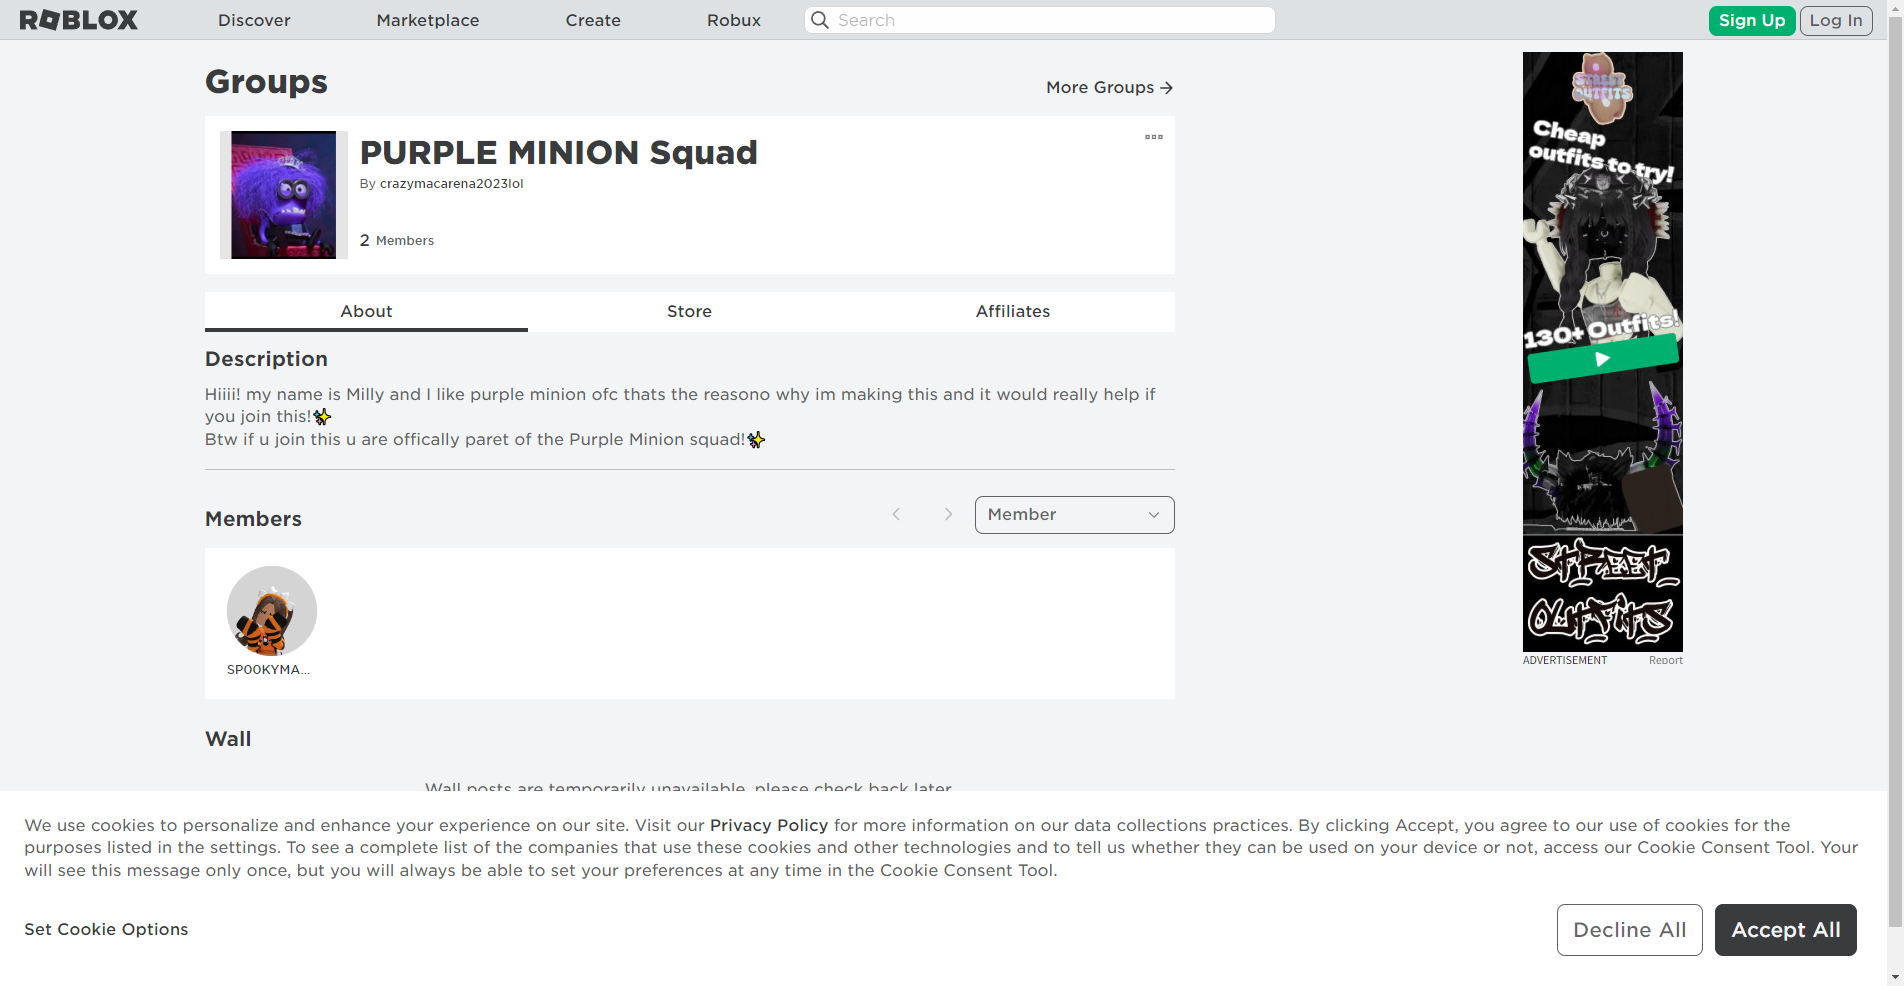 ROBLOX
Discover
Marketplace
Create
Robux
Search
Sign Up
Log In
Groups
More Groups
PURPLE MINION Squad
By crazymacarena2023lol
2 Members
About
Store
Affiliates
Description
Hiiii! my name is Milly and I like purple minion ofc thats the reasono why im making this and it would really help if
you join this!✨
Btw if u join this u are offically paret of the Purple Minion squad!✨
Members
Member
SP00KYMA...
Wall
Wall posts are temporarily unavailable, please check back later.
STREET
OUTFITS
Cheap
outfits to try!
130+ Outfits!
STREET
OUTFITS
ADVERTISEMENT
Report
We use cookies to personalize and enhance your experience on our site. Visit our Privacy Policy for more information on our data collections practices. By clicking Accept, you agree to our use of cookies for the
purposes listed in the settings. To see a complete list of the companies that use these cookies and other technologies and to tell us whether they can be used on your device or not, access our Cookie Consent Tool. Your
will see this message only once, but you will always be able to set your preferences at any time in the Cookie Consent Tool.
Set Cookie Options
Decline All
Accept All